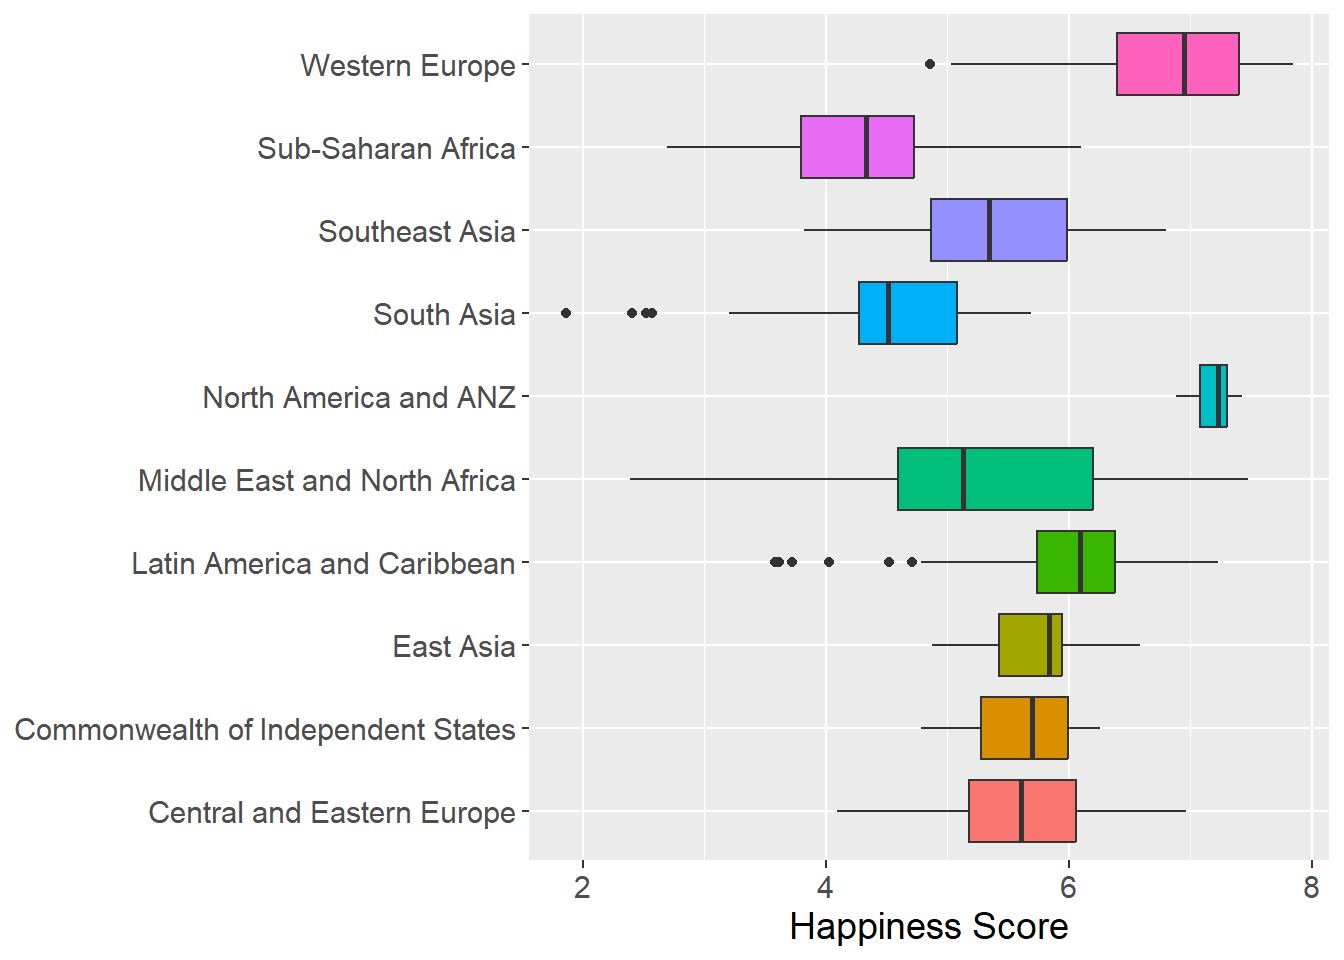 Western Europe
Sub-Saharan Africa
Southeast Asia
South Asia
North America and ANZ
Middle East and North Africa
Latin America and Caribbean
East Asia
Commonwealth of Independent States
Central and Eastern Europe
2 4 6 8
Happiness Score